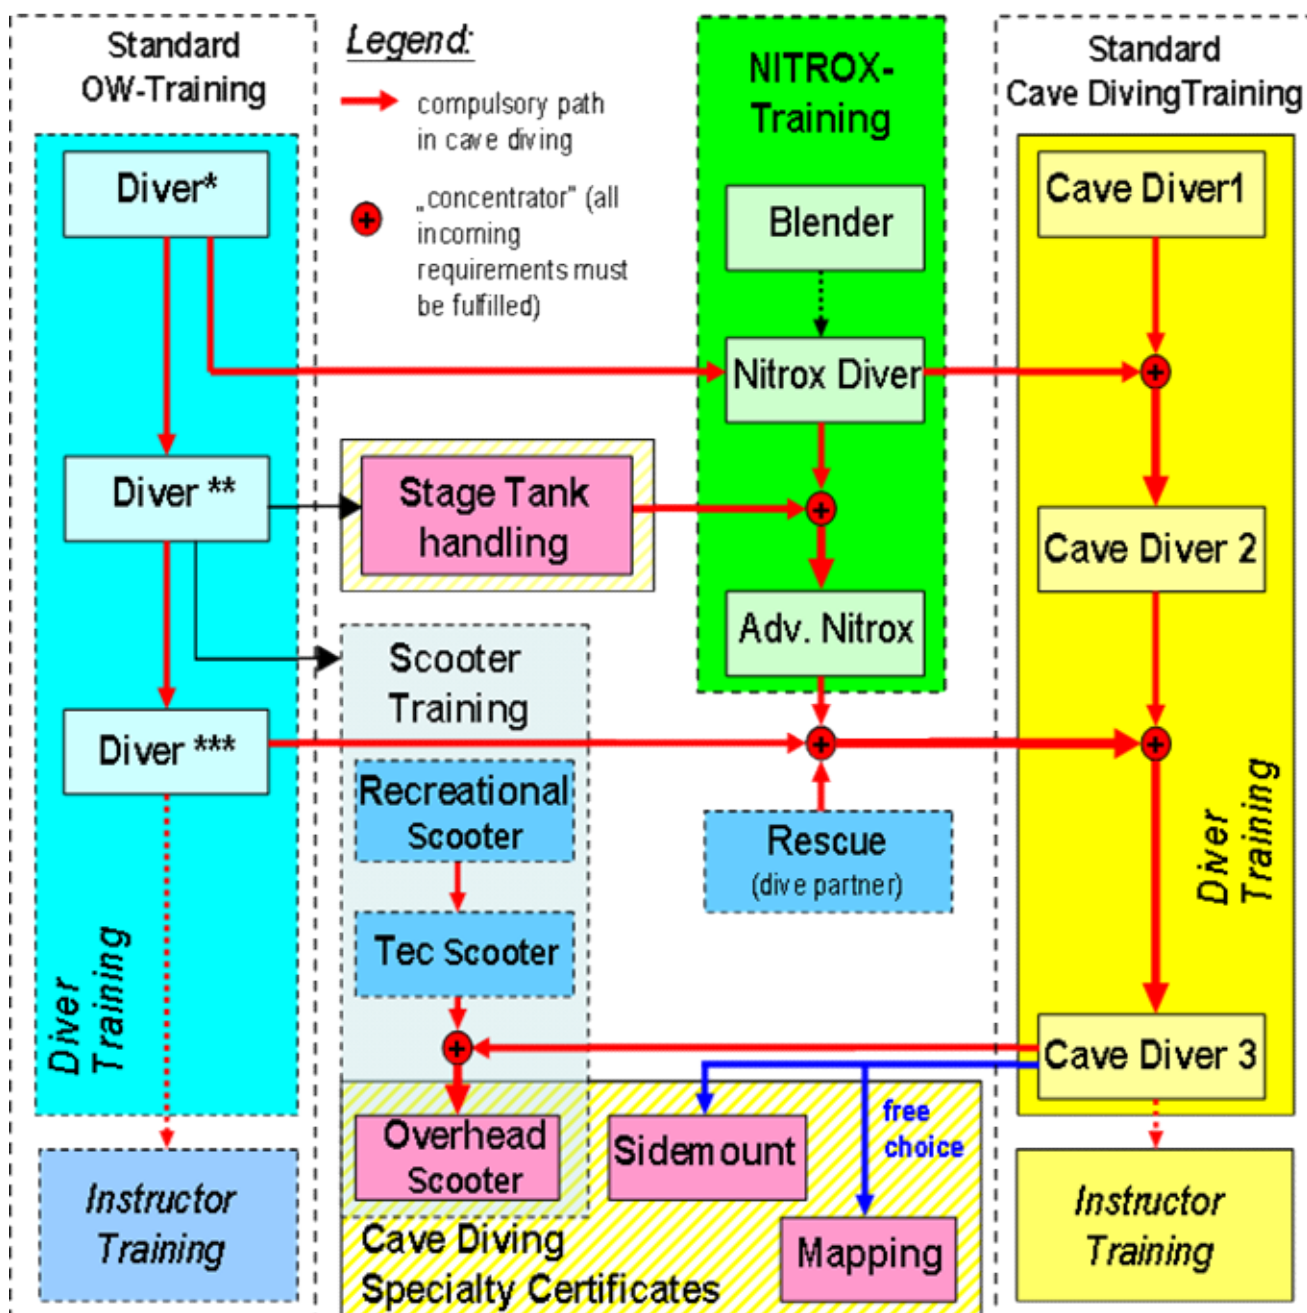 Standard
OW-Training
Diver*
Diver **
Diver ***
Diver
Training
Instructor
Training
Legend:
compulsory path
in cave diving
„concentrator” (all
incoming
requirements must
be fulfilled)
Stage Tank
handling
Scooter
Training
Recreational
Scooter
Tec Scooter
Overhead
Scooter
Cave Diving
Specialty Certificates
NITROX-
Training
Blender
Nitrox Diver
Adv. Nitrox
Rescue
(dive partner)
Sidemount
free
choice
Mapping
Standard
Cave DivingTraining
Cave Diver1
Cave Diver 2
Diver
Training
Cave Diver 3
Instructor
Training